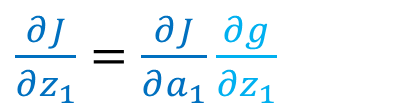 ∂J/∂z₁ = ∂J/∂a₁ ∂g/∂z₁